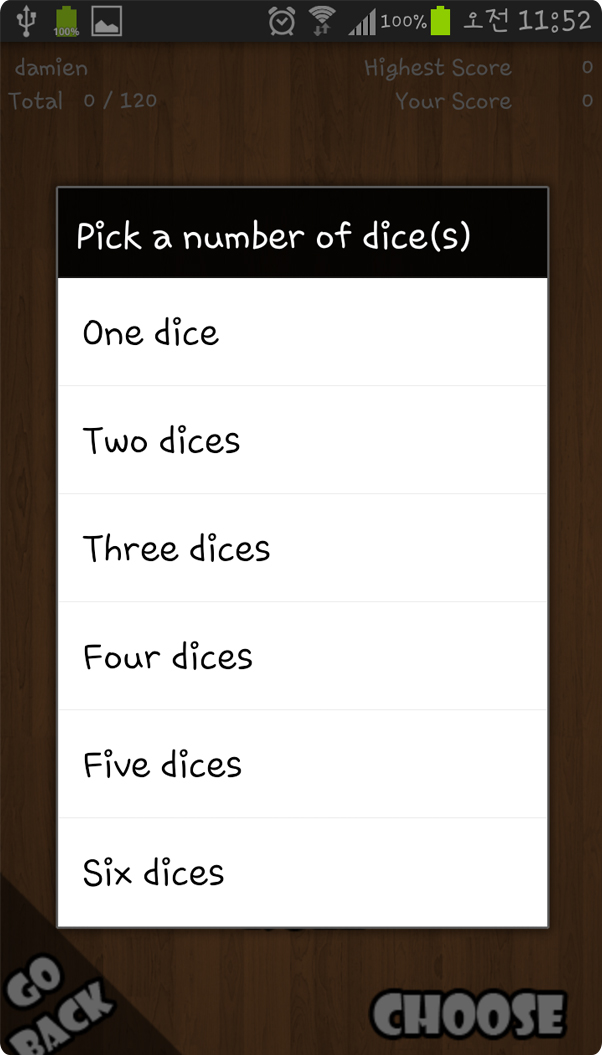 100%
100%
오전 11:52
damien
Highest Score 0
Total 0 / 120
Your Score 0
Pick a number of dice(s)
One dice
Two dices
Three dices
Four dices
Five dices
Six dices
GO
BACK
CHOOSE